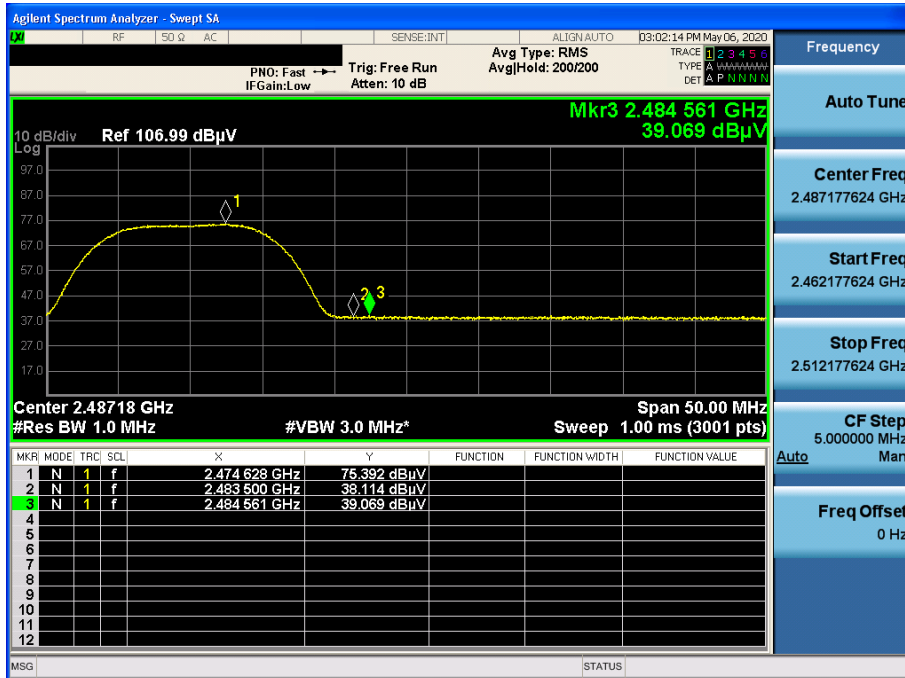 Agilent Spectrum Analyzer - Swept SA
LXI RF 50 Ω AC SENSE:INT ALIGN AUTO 03:02:14 PM May 06, 2020
PNO: Fast Trig: Free Run Avg Type: RMS TRACE 1 2 3 4 5 6
IFGain:Low Atten: 10 dB Avg|Hold: 200/200 TYPE A WWWWW
DET A P N N N N
Mkr3 2.484 561 GHz
39.069 dBµV
10 dB/div Ref 106.99 dBµV
Log
97.0
87.0
77.0
67.0
57.0
47.0
37.0
27.0
17.0
1
2
3
Center 2.48718 GHz Span 50.00 MHz
#Res BW 1.0 MHz #VBW 3.0 MHz* Sweep 1.00 ms (3001 pts)
MKR MODE TRC SCL X Y FUNCTION FUNCTION WIDTH FUNCTION VALUE
1 N 1 f 2.474 628 GHz 75.392 dBµV
2 N 1 f 2.483 500 GHz 38.114 dBµV
3 N 1 f 2.484 561 GHz 39.069 dBµV
4
5
6
7
8
9
10
11
12
MSG STATUS
Frequency
Auto Tune
Center Freq
2.487177624 GHz
Start Freq
2.462177624 GHz
Stop Freq
2.512177624 GHz
CF Step
5.000000 MHz
Auto Man
Freq Offset
0 Hz